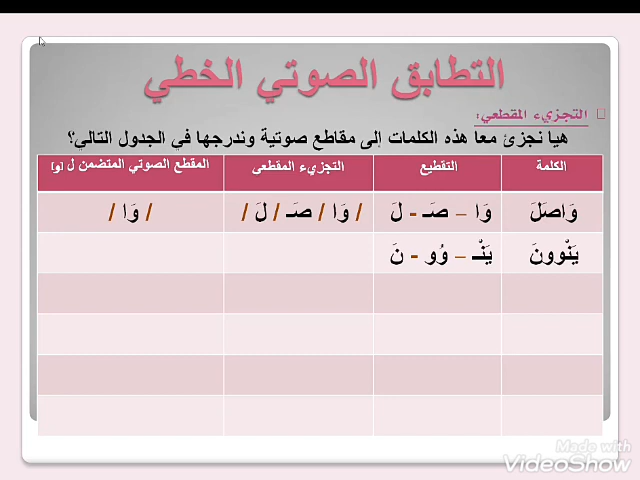 التطابق الصوتي الخطي
التجزيء المقطعي:
هيا نجزئ معا هذه الكلمات إلى مقاطع صوتية وندرجها في الجدول التالي؟
الكلمة التقطيع التجزيء المقطعى المقطع الصوتي المتضمن ل [و]
وَاصَلَ وَا – صَـ - لَ / وَا / صَـ / لَ / / وَا /
يَنْوونَ يَنْـ – وُو - نَ
Made with
VideoShow